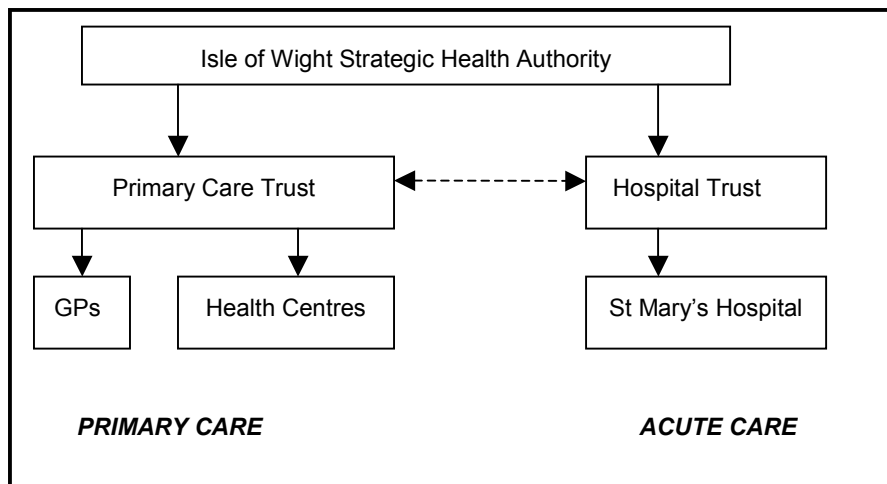 Isle of Wight Strategic Health Authority
Primary Care Trust
Hospital Trust
GPs
Health Centres
St Mary's Hospital
PRIMARY CARE
ACUTE CARE